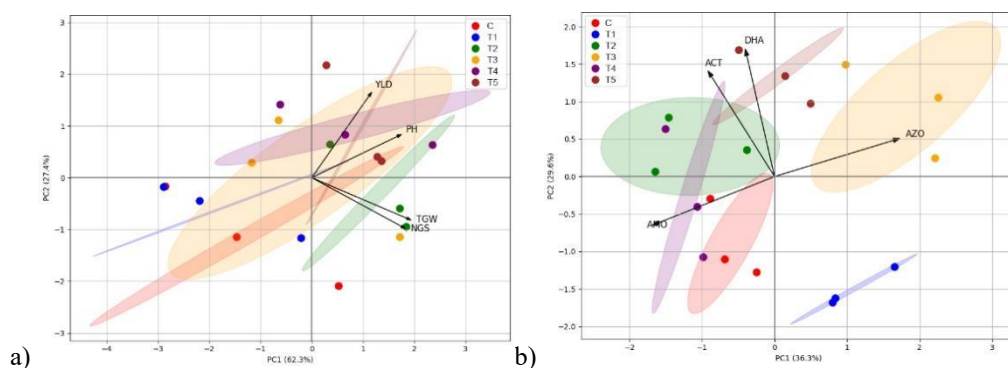 a)
C
T1
T2
T3
T4
T5
3
2
1
0
−1
−2
−3
PC2 (27.4%)
YLD
PH
TGW
NGS
−4 −3 −2 −1 0 1 2 3
PC1 (62.3%)
b)
C
T1
T2
T3
T4
T5
2.0
1.5
1.0
0.5
0.0
−0.5
−1.0
−1.5
−2.0
PC2 (29.6%)
DHA
ACT
AZO
AMO
−2 −1 0 1 2 3
PC1 (36.3%)